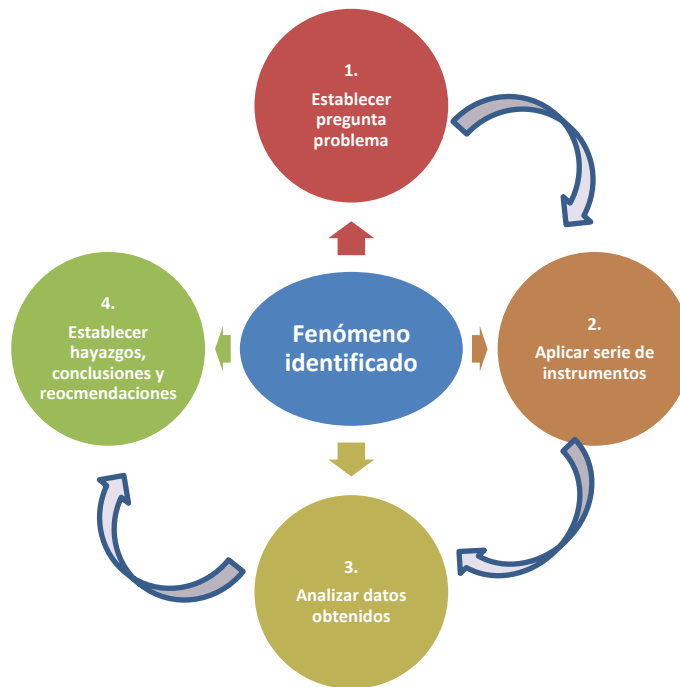 1.
Establecer
pregunta
problema
Fenómeno
identificado
2.
Aplicar serie de
instrumentos
3.
Analizar datos
obtenidos
4.
Establecer
hayazgos,
conclusiones y
reocmendaciones